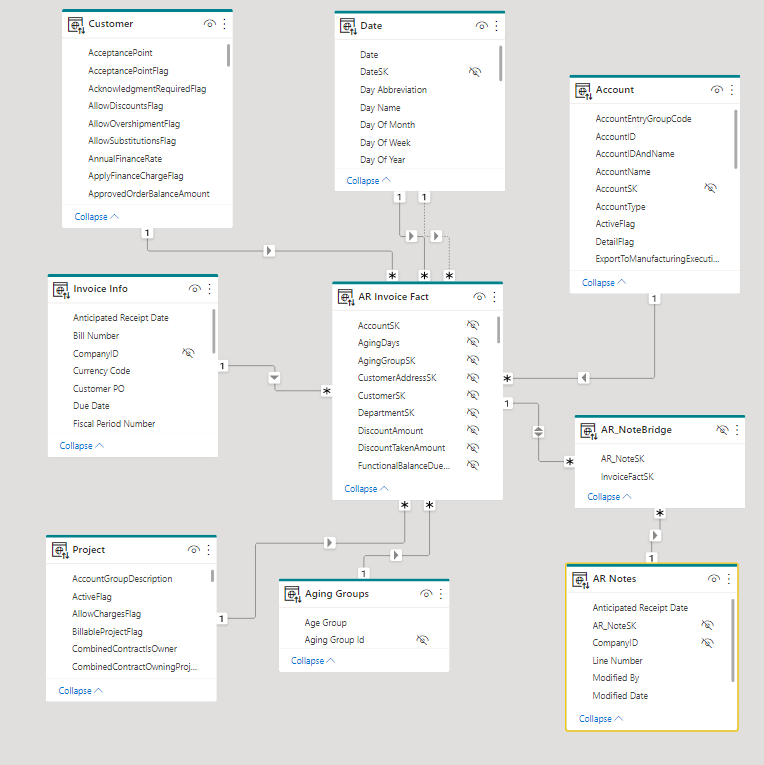 Customer
AcceptancePoint
AcceptancePointFlag
AcknowledgmentRequiredFlag
AllowDiscountsFlag
AllowOvershipmentFlag
AllowSubstitutionsFlag
AnnualFinanceRate
ApplyFinanceChargeFlag
ApprovedOrderBalanceAmount
Collapse
1
Date
Date
DateSK
Day Abbreviation
Day Name
Day Of Month
Day Of Week
Day Of Year
Collapse
1
1
Account
AccountEntryGroupCode
AccountID
AccountIDAndName
AccountName
AccountSK
AccountType
ActiveFlag
DetailFlag
ExportToManufacturingExecuti...
Collapse
1
Invoice Info
Anticipated Receipt Date
Bill Number
CompanyID
Currency Code
Customer PO
Due Date
Fiscal Period Number
Collapse
1
*
*
*
*
AR Invoice Fact
AccountSK
AgingDays
AgingGroupSK
CustomerAddressSK
CustomerSK
DepartmentSK
DiscountAmount
DiscountTakenAmount
FunctionalBalanceDue...
Collapse
*
1
*
*
*
AR_NoteBridge
AR_NoteSK
InvoiceFactSK
Collapse
*
1
Project
AccountGroupDescription
ActiveFlag
AllowChargesFlag
BillableProjectFlag
CombinedContractIsOwner
CombinedContractOwningProj...
Collapse
1
1
Aging Groups
Age Group
Aging Group Id
Collapse
AR Notes
Anticipated Receipt Date
AR_NoteSK
CompanyID
Line Number
Modified By
Modified Date
Collapse